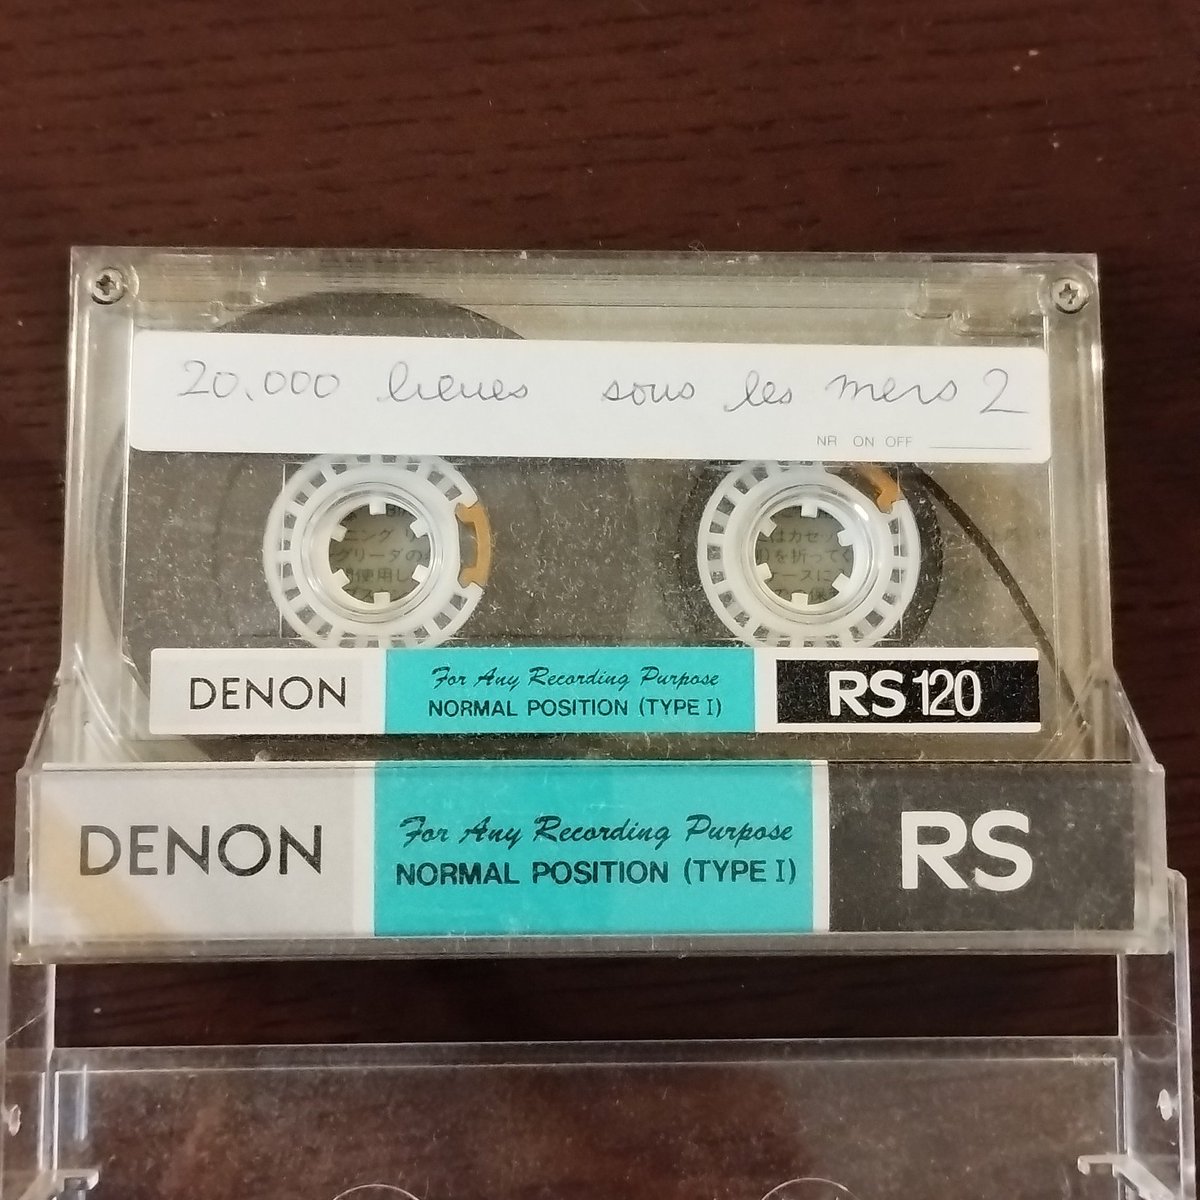 20.000 lieues sous les mers 2
NR ON OFF
DENON
For Any Recording Purpose
NORMAL POSITION (TYPE I)
RS 120
DENON
For Any Recording Purpose
NORMAL POSITION (TYPE I)
RS